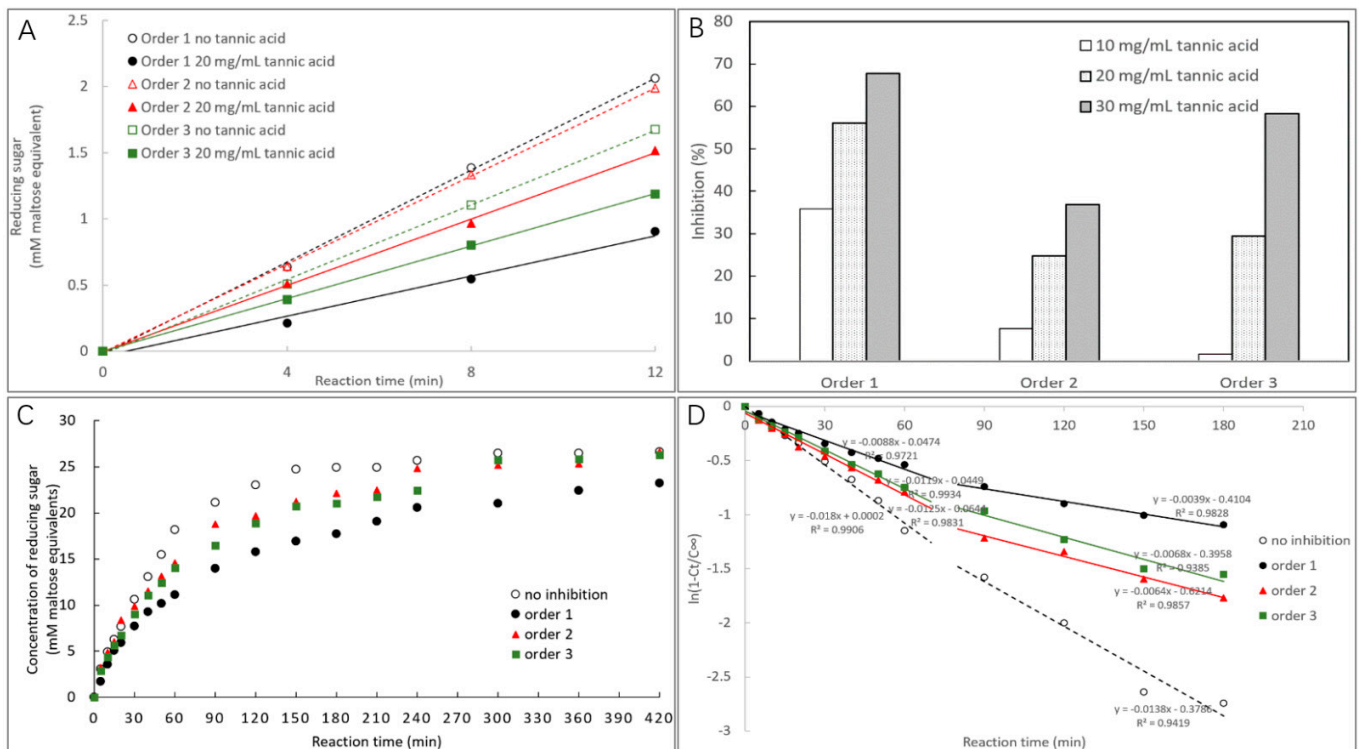 A
Order 1 no tannic acid
Order 1 20 mg/mL tannic acid
Order 2 no tannic acid
Order 2 20 mg/mL tannic acid
Order 3 no tannic acid
Order 3 20 mg/mL tannic acid
Reducing sugar
(mM maltose equivalent)
2.5
2
1.5
1
0.5
0
0
4
8
12
Reaction time (min)
B
10 mg/mL tannic acid
20 mg/mL tannic acid
30 mg/mL tannic acid
Inhibition (%)
80
70
60
50
40
30
20
10
0
Order 1
Order 2
Order 3
C
Concentration of reducing sugar
(mM maltose equivalents)
30
25
20
15
10
5
0
no inhibition
order 1
order 2
order 3
0 30 60 90 120 150 180 210 240 270 300 330 360 390 420
Reaction time (min)
D
0 30 60 90 120 150 180 210
0
-0.5
-1
-1.5
-2
-2.5
-3
ln(1-Ct/C∞)
y = -0.0088x - 0.0474
R² = 0.9721
y = -0.0119x - 0.0449
R² = 0.9934
y = -0.0125x - 0.0644
R² = 0.9831
y = -0.018x + 0.0002
R² = 0.9906
y = -0.0039x - 0.4104
R² = 0.9828
y = -0.0068x - 0.3958
R² = 0.9385
y = -0.0064x - 0.6214
R² = 0.9857
y = -0.0138x - 0.3786
R² = 0.9419
no inhibition
order 1
order 2
order 3
Reaction time (min)